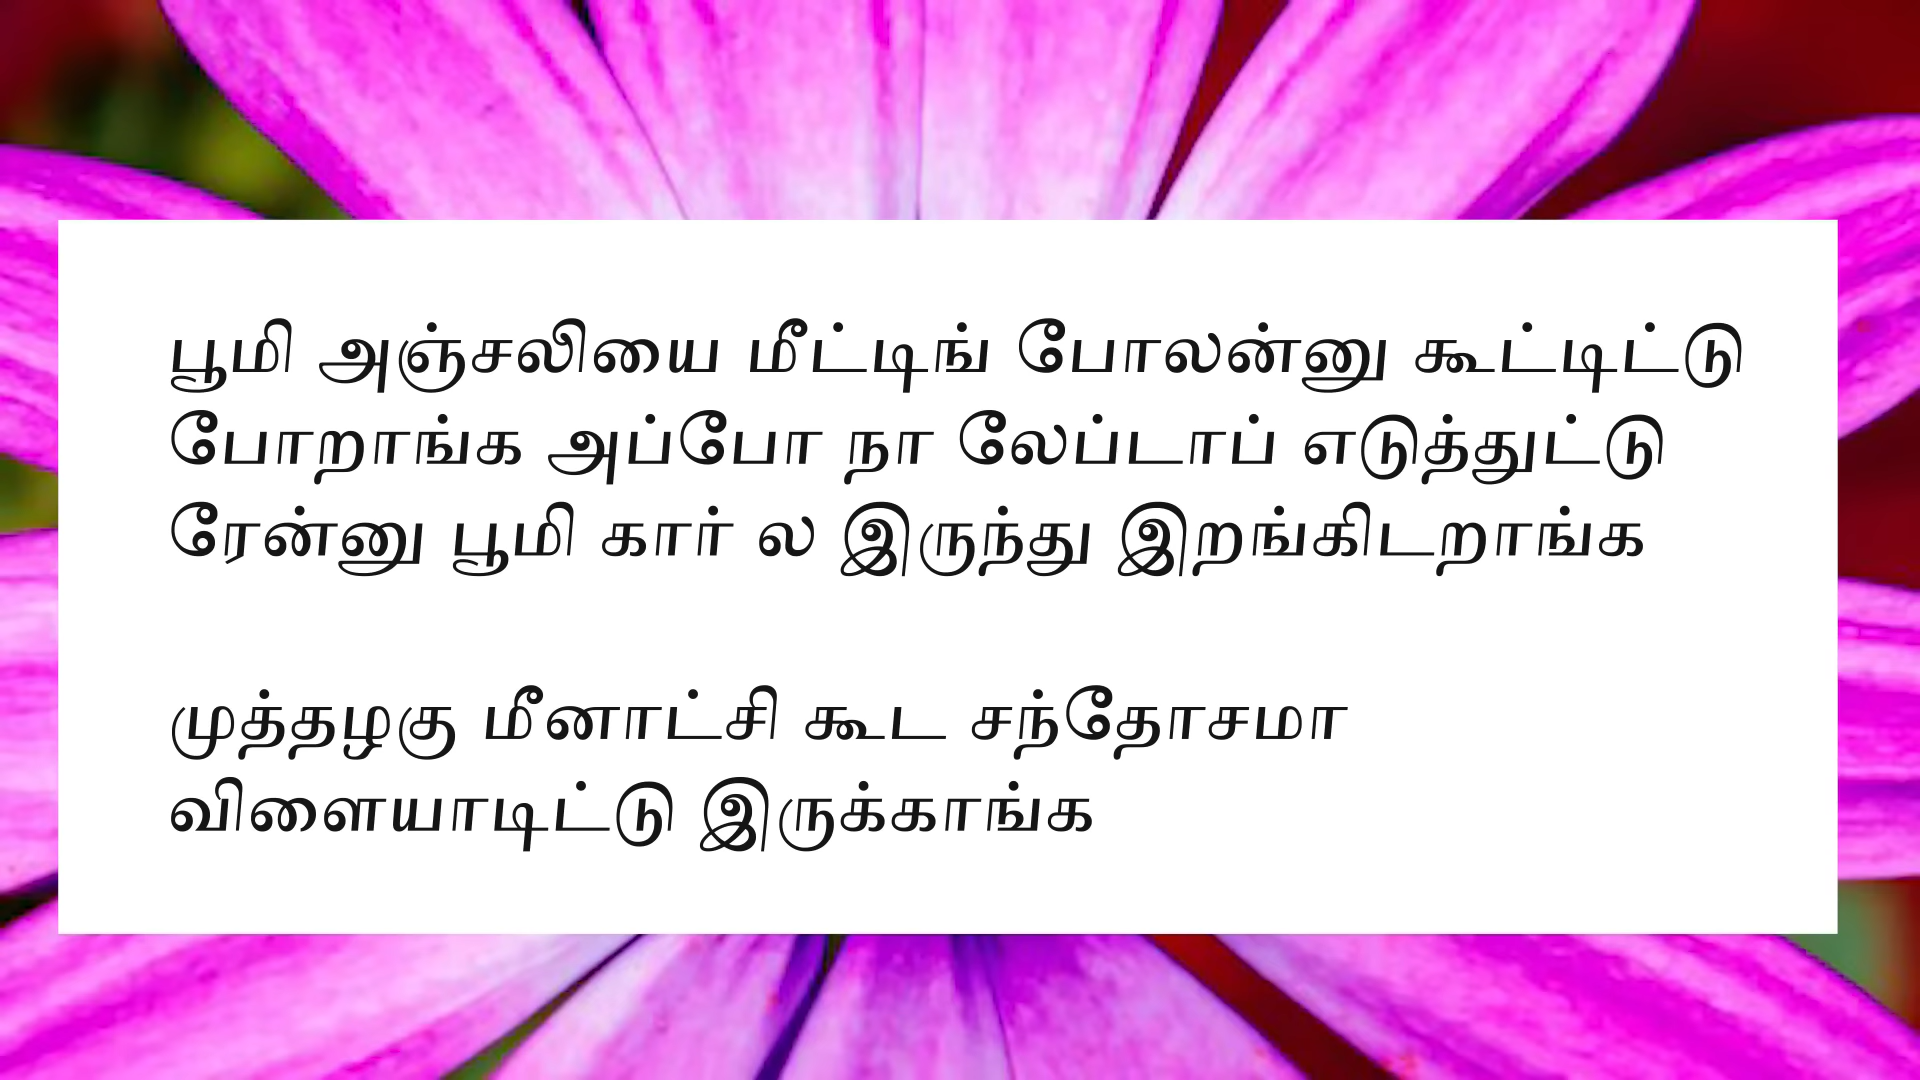 பூமி அஞ்சலியை மீட்டிங் போலன்னு கூட்டிட்டு
போறாங்க அப்போ நா லேப்டாப் எடுத்துட்டு
ரேன்னு பூமி கார் ல இருந்து இறங்கிடறாங்க
முத்தழகு மீனாட்சி கூட சந்தோசமா
விளையாடிட்டு இருக்காங்க